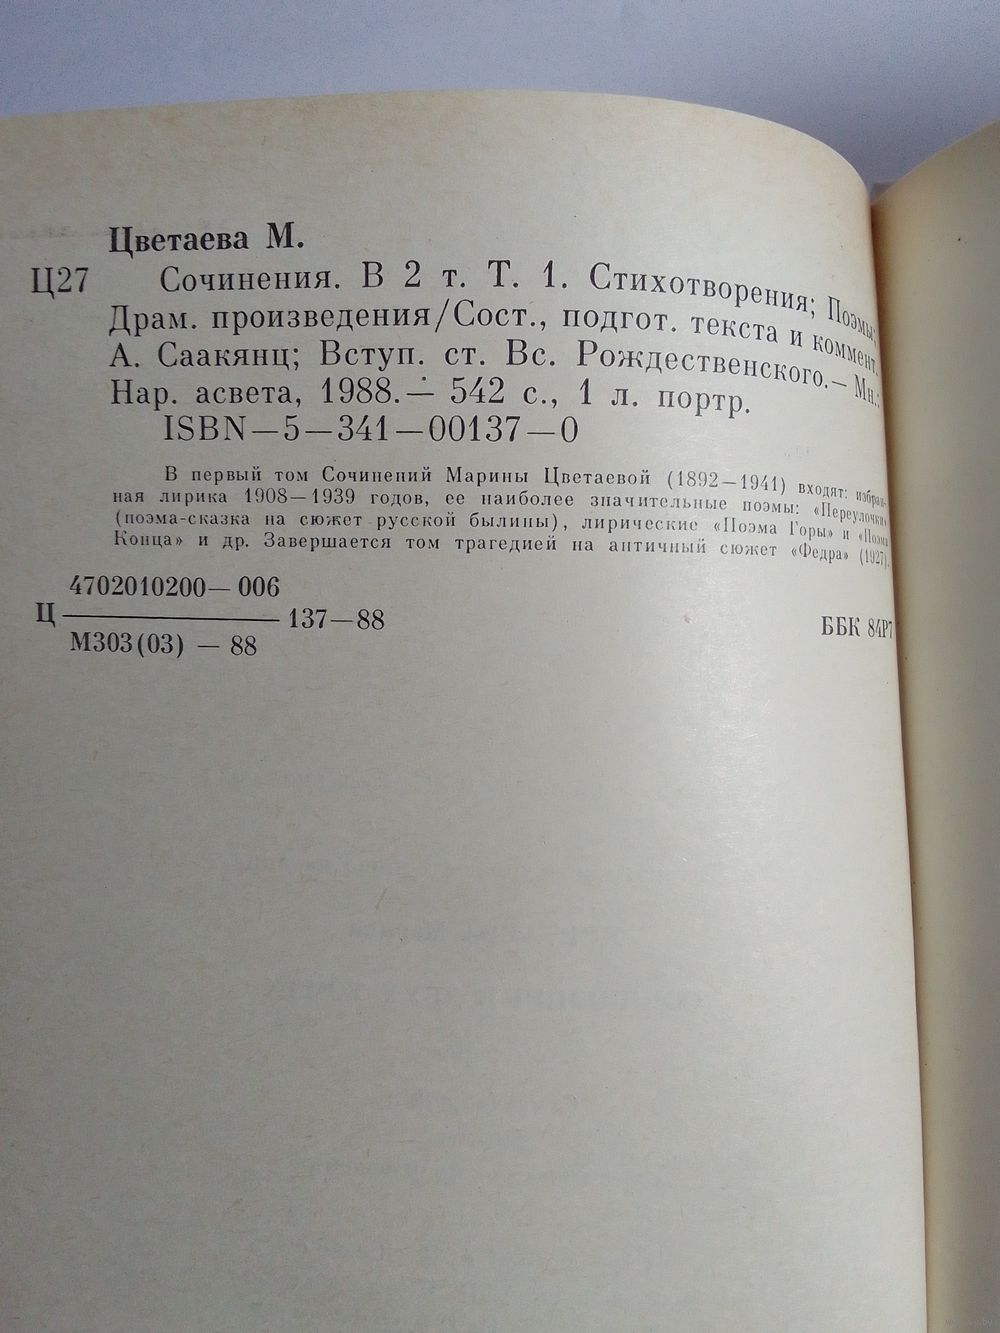 Цветаева М.
Ц27 Сочинения. В 2 т. Т. 1. Стихотворения; Поэмы;
Драм. произведения/Сост., подгот. текста и коммент.
А. Саакянц; Вступ. ст. Вс. Рождественского.— Мн.:
Нар. асвета, 1988.— 542 с., 1 л. портр.
ISBN—5—341—00137—0
В первый том Сочинений Марины Цветаевой (1892—1941) входят: избран-
ная лирика 1908—1939 годов, ее наиболее значительные поэмы: «Переулочки»
(поэма-сказка на сюжет русской былины), лирические «Поэма Горы» и «Поэма
Конца» и др. Завершается том трагедией на античный сюжет «Федра» (1927).
4702010200—006
Ц 137—88
М303(03) — 88
ББК 84Р7